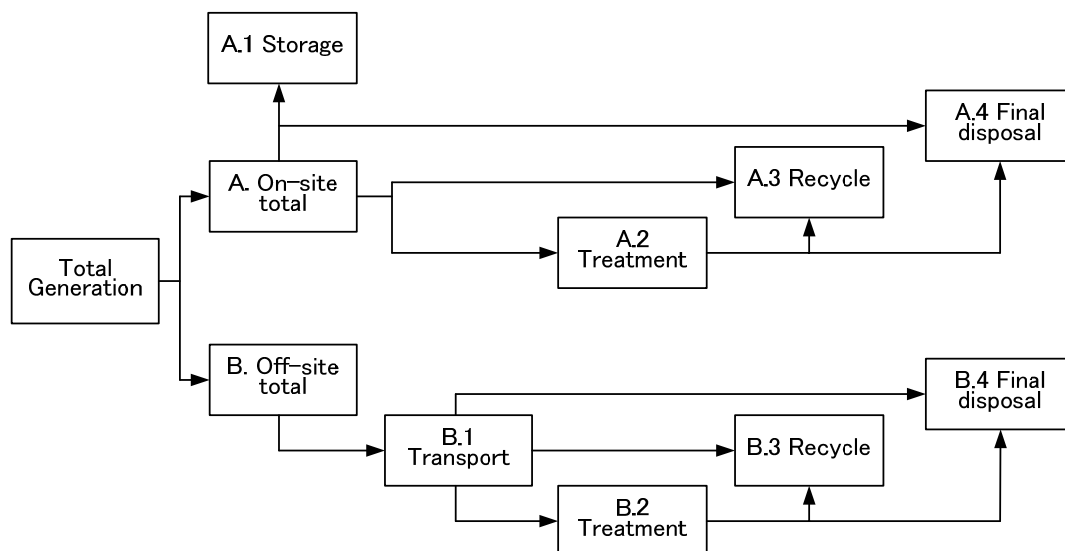 A.1 Storage
A.4 Final
disposal
A. On-site
total
A.3 Recycle
A.2
Treatment
Total
Generation
B. Off-site
total
B.4 Final
disposal
B.1
Transport
B.3 Recycle
B.2
Treatment